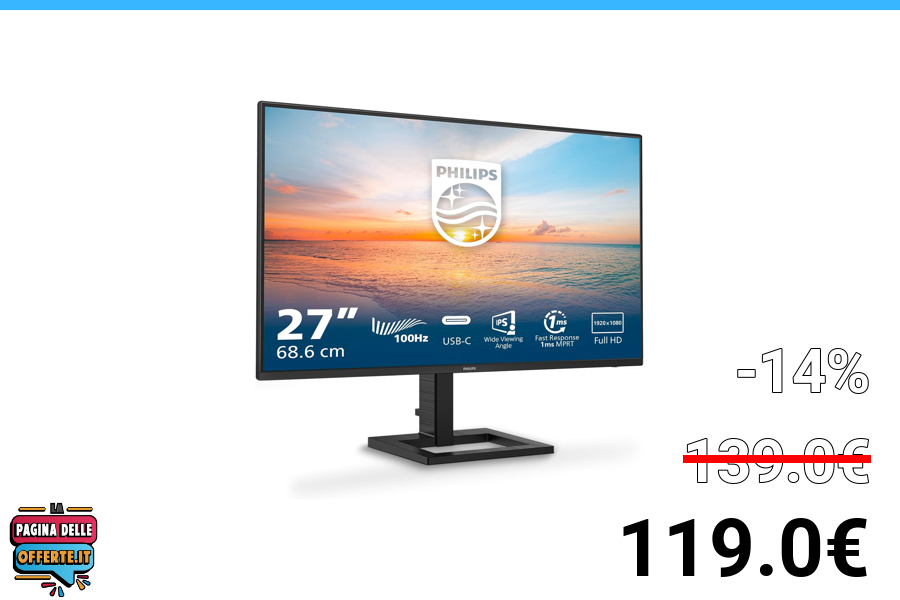 PHILIPS
27”
68.6 cm
100Hz
USB-C
IPS
Wide Viewing
Angle
1ms
Fast Response
1ms MPRT
1920x1080
Full HD
PHILIPS
-14%
139.0€
119.0€
LA
PAGINA DELLE
OFFERTE.IT